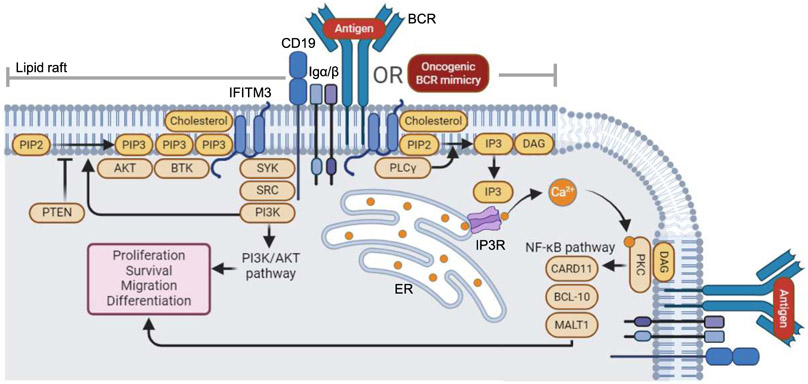 BCR
Antigen
CD19
Lipid raft
Igα/β
OR
Oncogenic
BCR mimicry
IFITM3
Cholesterol
Cholesterol
PIP2
PIP3
PIP3
PIP3
PIP2
IP3
DAG
AKT
BTK
SYK
PLCγ
SRC
IP3
Ca²⁺
PTEN
PI3K
IP3R
NF-κB pathway
PKC
DAG
Proliferation
Survival
Migration
Differentiation
PI3K/AKT
pathway
ER
CARD11
BCL-10
MALT1
Antigen